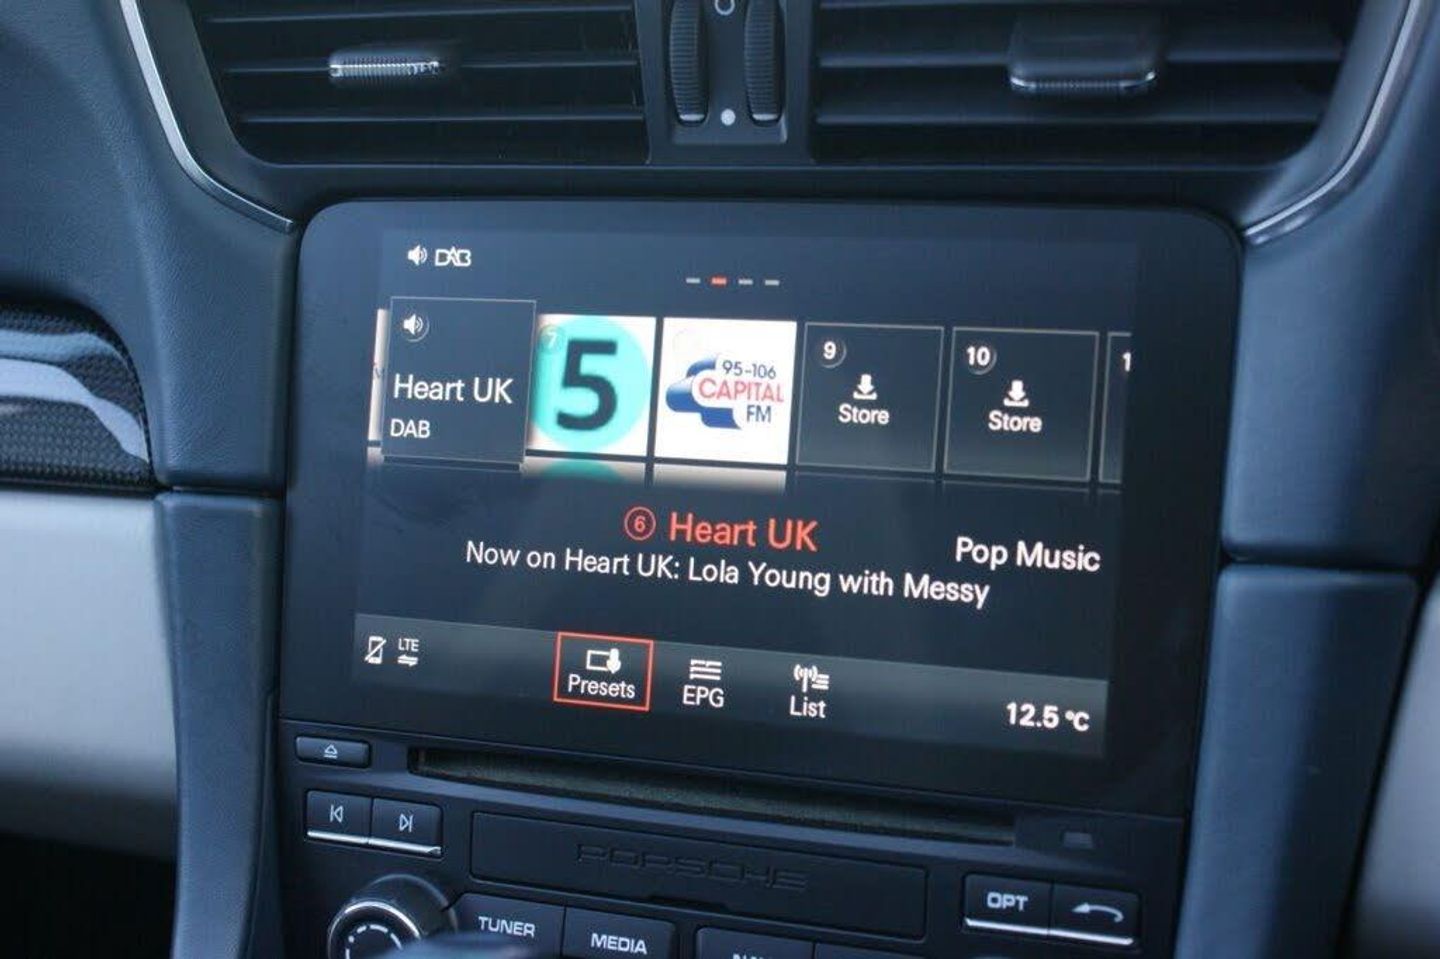 DAB
Heart UK
DAB
7
5
95-106
CAPITAL
FM
9
Store
10
Store
1
6 Heart UK
Pop Music
Now on Heart UK: Lola Young with Messy
LTE
Presets
EPG
List
12.5 °C
PORSCHE
OPT
TUNER
MEDIA